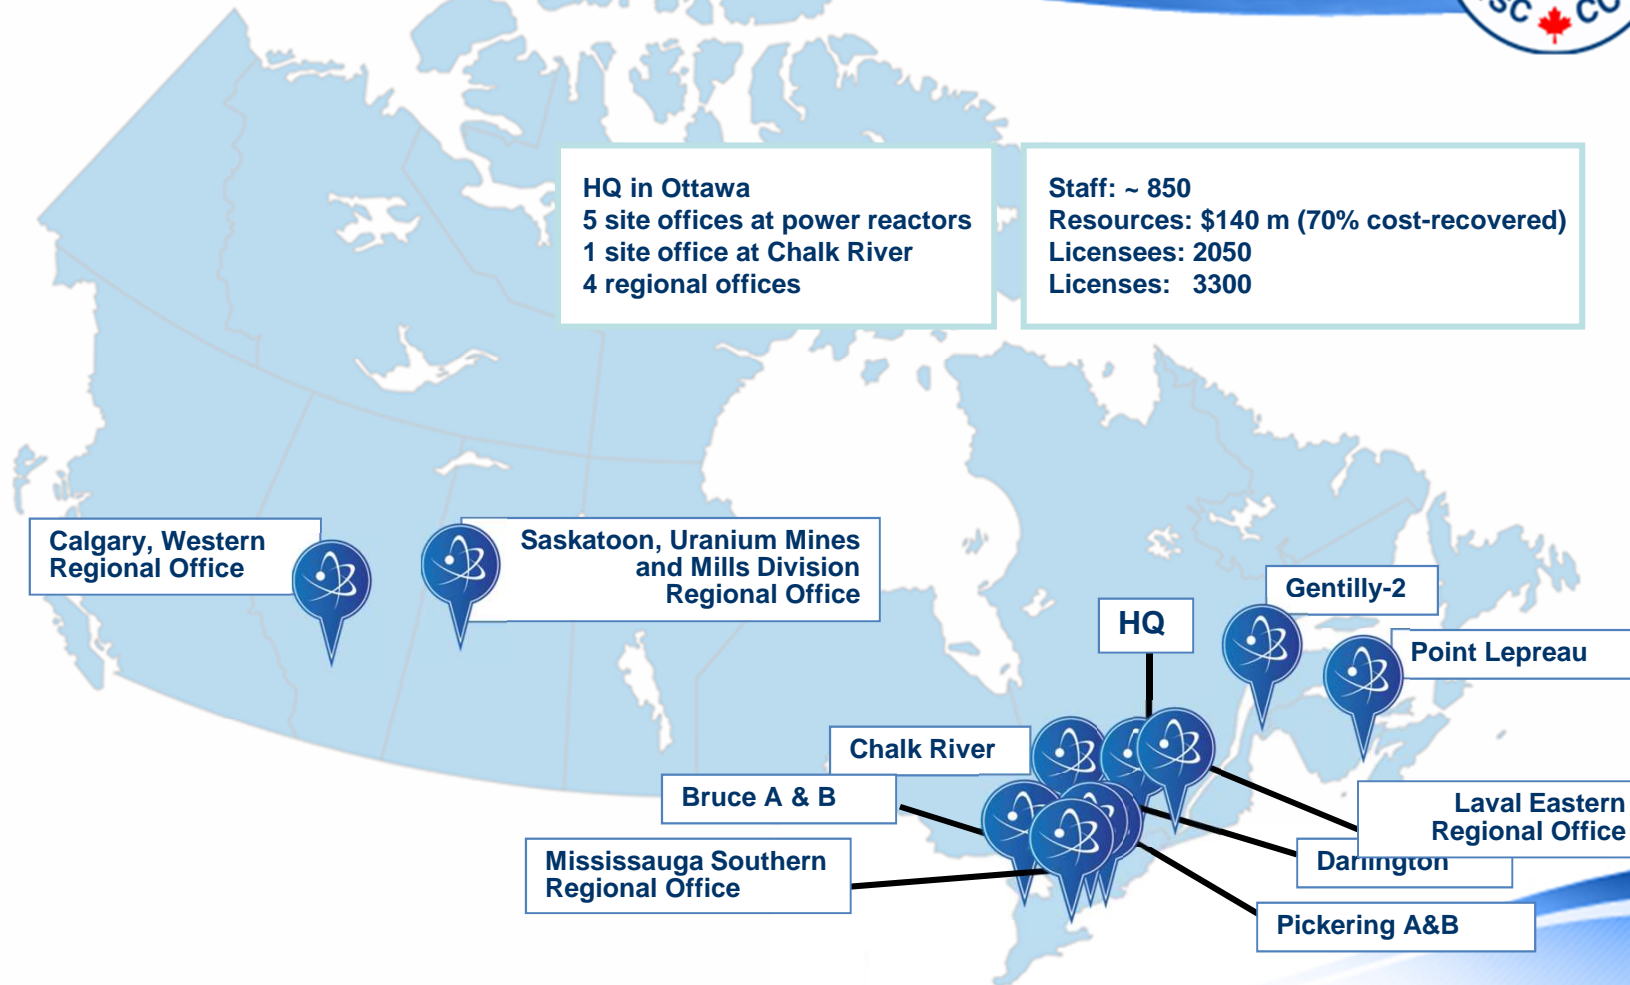 HQ in Ottawa
5 site offices at power reactors
1 site office at Chalk River
4 regional offices
Staff: ~ 850
Resources: $140 m (70% cost-recovered)
Licensees: 2050
Licenses: 3300
Calgary, Western
Regional Office
Saskatoon, Uranium Mines
and Mills Division
Regional Office
Gentilly-2
HQ
Point Lepreau
Chalk River
Bruce A & B
Laval Eastern
Regional Office
Mississauga Southern
Regional Office
Darlington
Pickering A&B